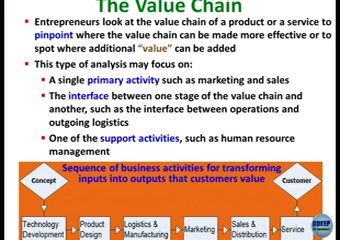 The Value Chain
Entrepreneurs look at the value chain of a product or a service to
pinpoint where the value chain can be made more effective or to
spot where additional “value” can be added
This type of analysis may focus on:
A single primary activity such as marketing and sales
The interface between one stage of the value chain and
another, such as the interface between operations and
outgoing logistics
One of the support activities, such as human resource
management
Sequence of business activities for transforming
inputs into outputs that customers value
Concept
Customer
Technology
Development
Product
Design
Logistics &
Manufacturing
Marketing
Sales &
Distribution
Service
CDEEP